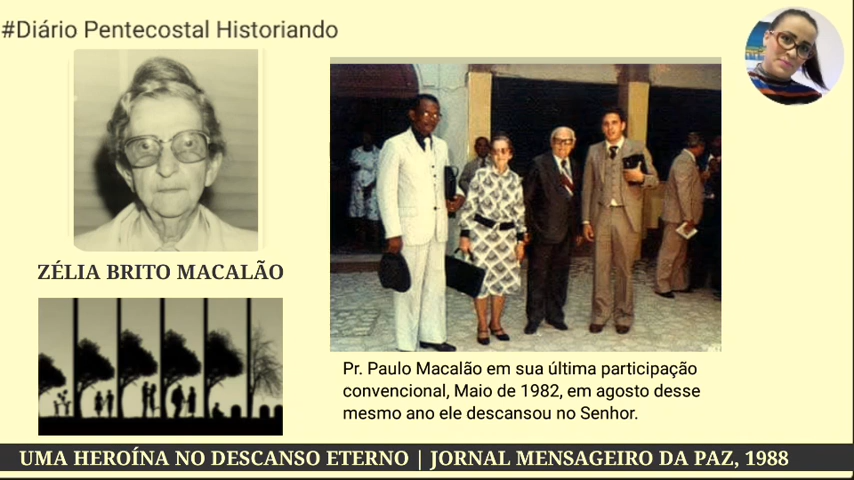 #Diário Pentecostal Historiando
ZÉLIA BRITO MACALÃO
Pr. Paulo Macalão em sua última participação
convencional, Maio de 1982, em agosto desse
mesmo ano ele descansou no Senhor.
UMA HEROÍNA NO DESCANSO ETERNO | JORNAL MENSAGEIRO DA PAZ, 1988